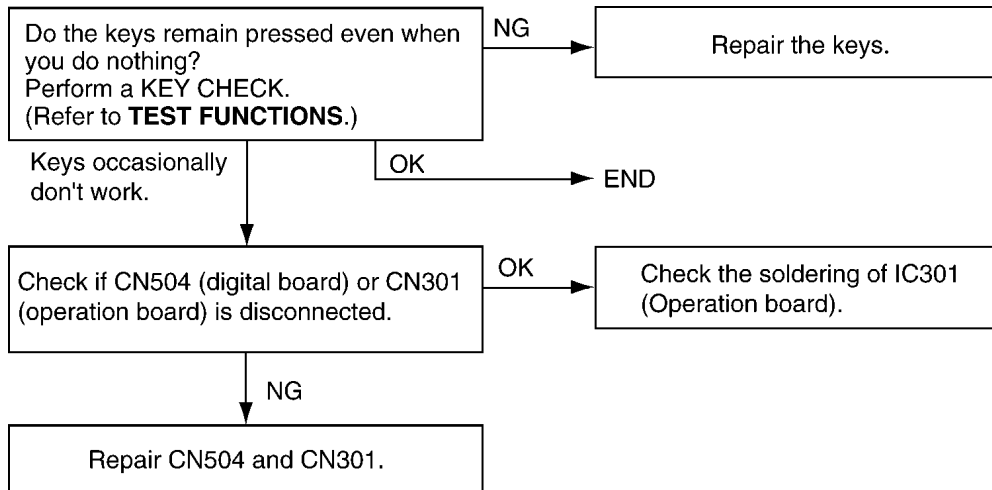 Do the keys remain pressed even when
you do nothing?
Perform a KEY CHECK.
(Refer to TEST FUNCTIONS.)
NG
Repair the keys.
Keys occasionally
don't work.
OK
END
Check if CN504 (digital board) or CN301
(operation board) is disconnected.
OK
Check the soldering of IC301
(Operation board).
NG
Repair CN504 and CN301.